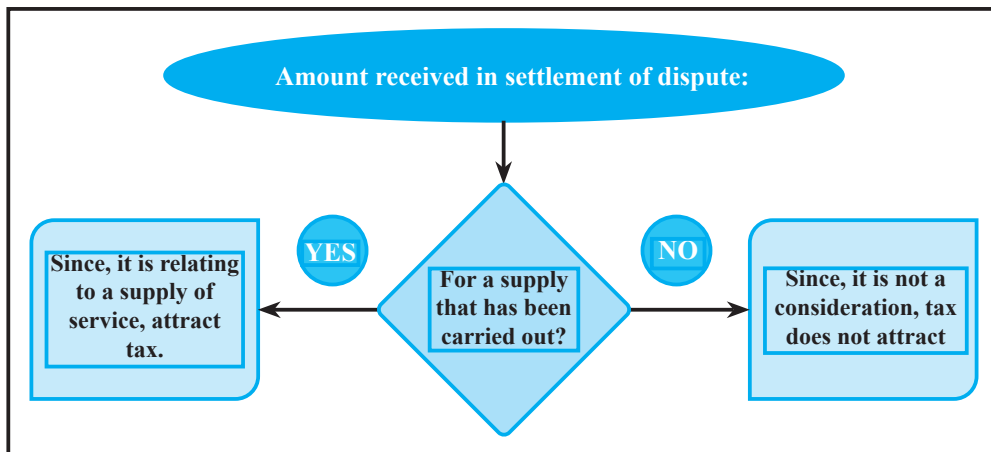 Amount received in settlement of dispute:
YES
NO
Since, it is relating
to a supply of
service, attract
tax.
For a supply
that has been
carried out?
Since, it is not a
consideration, tax
does not attract